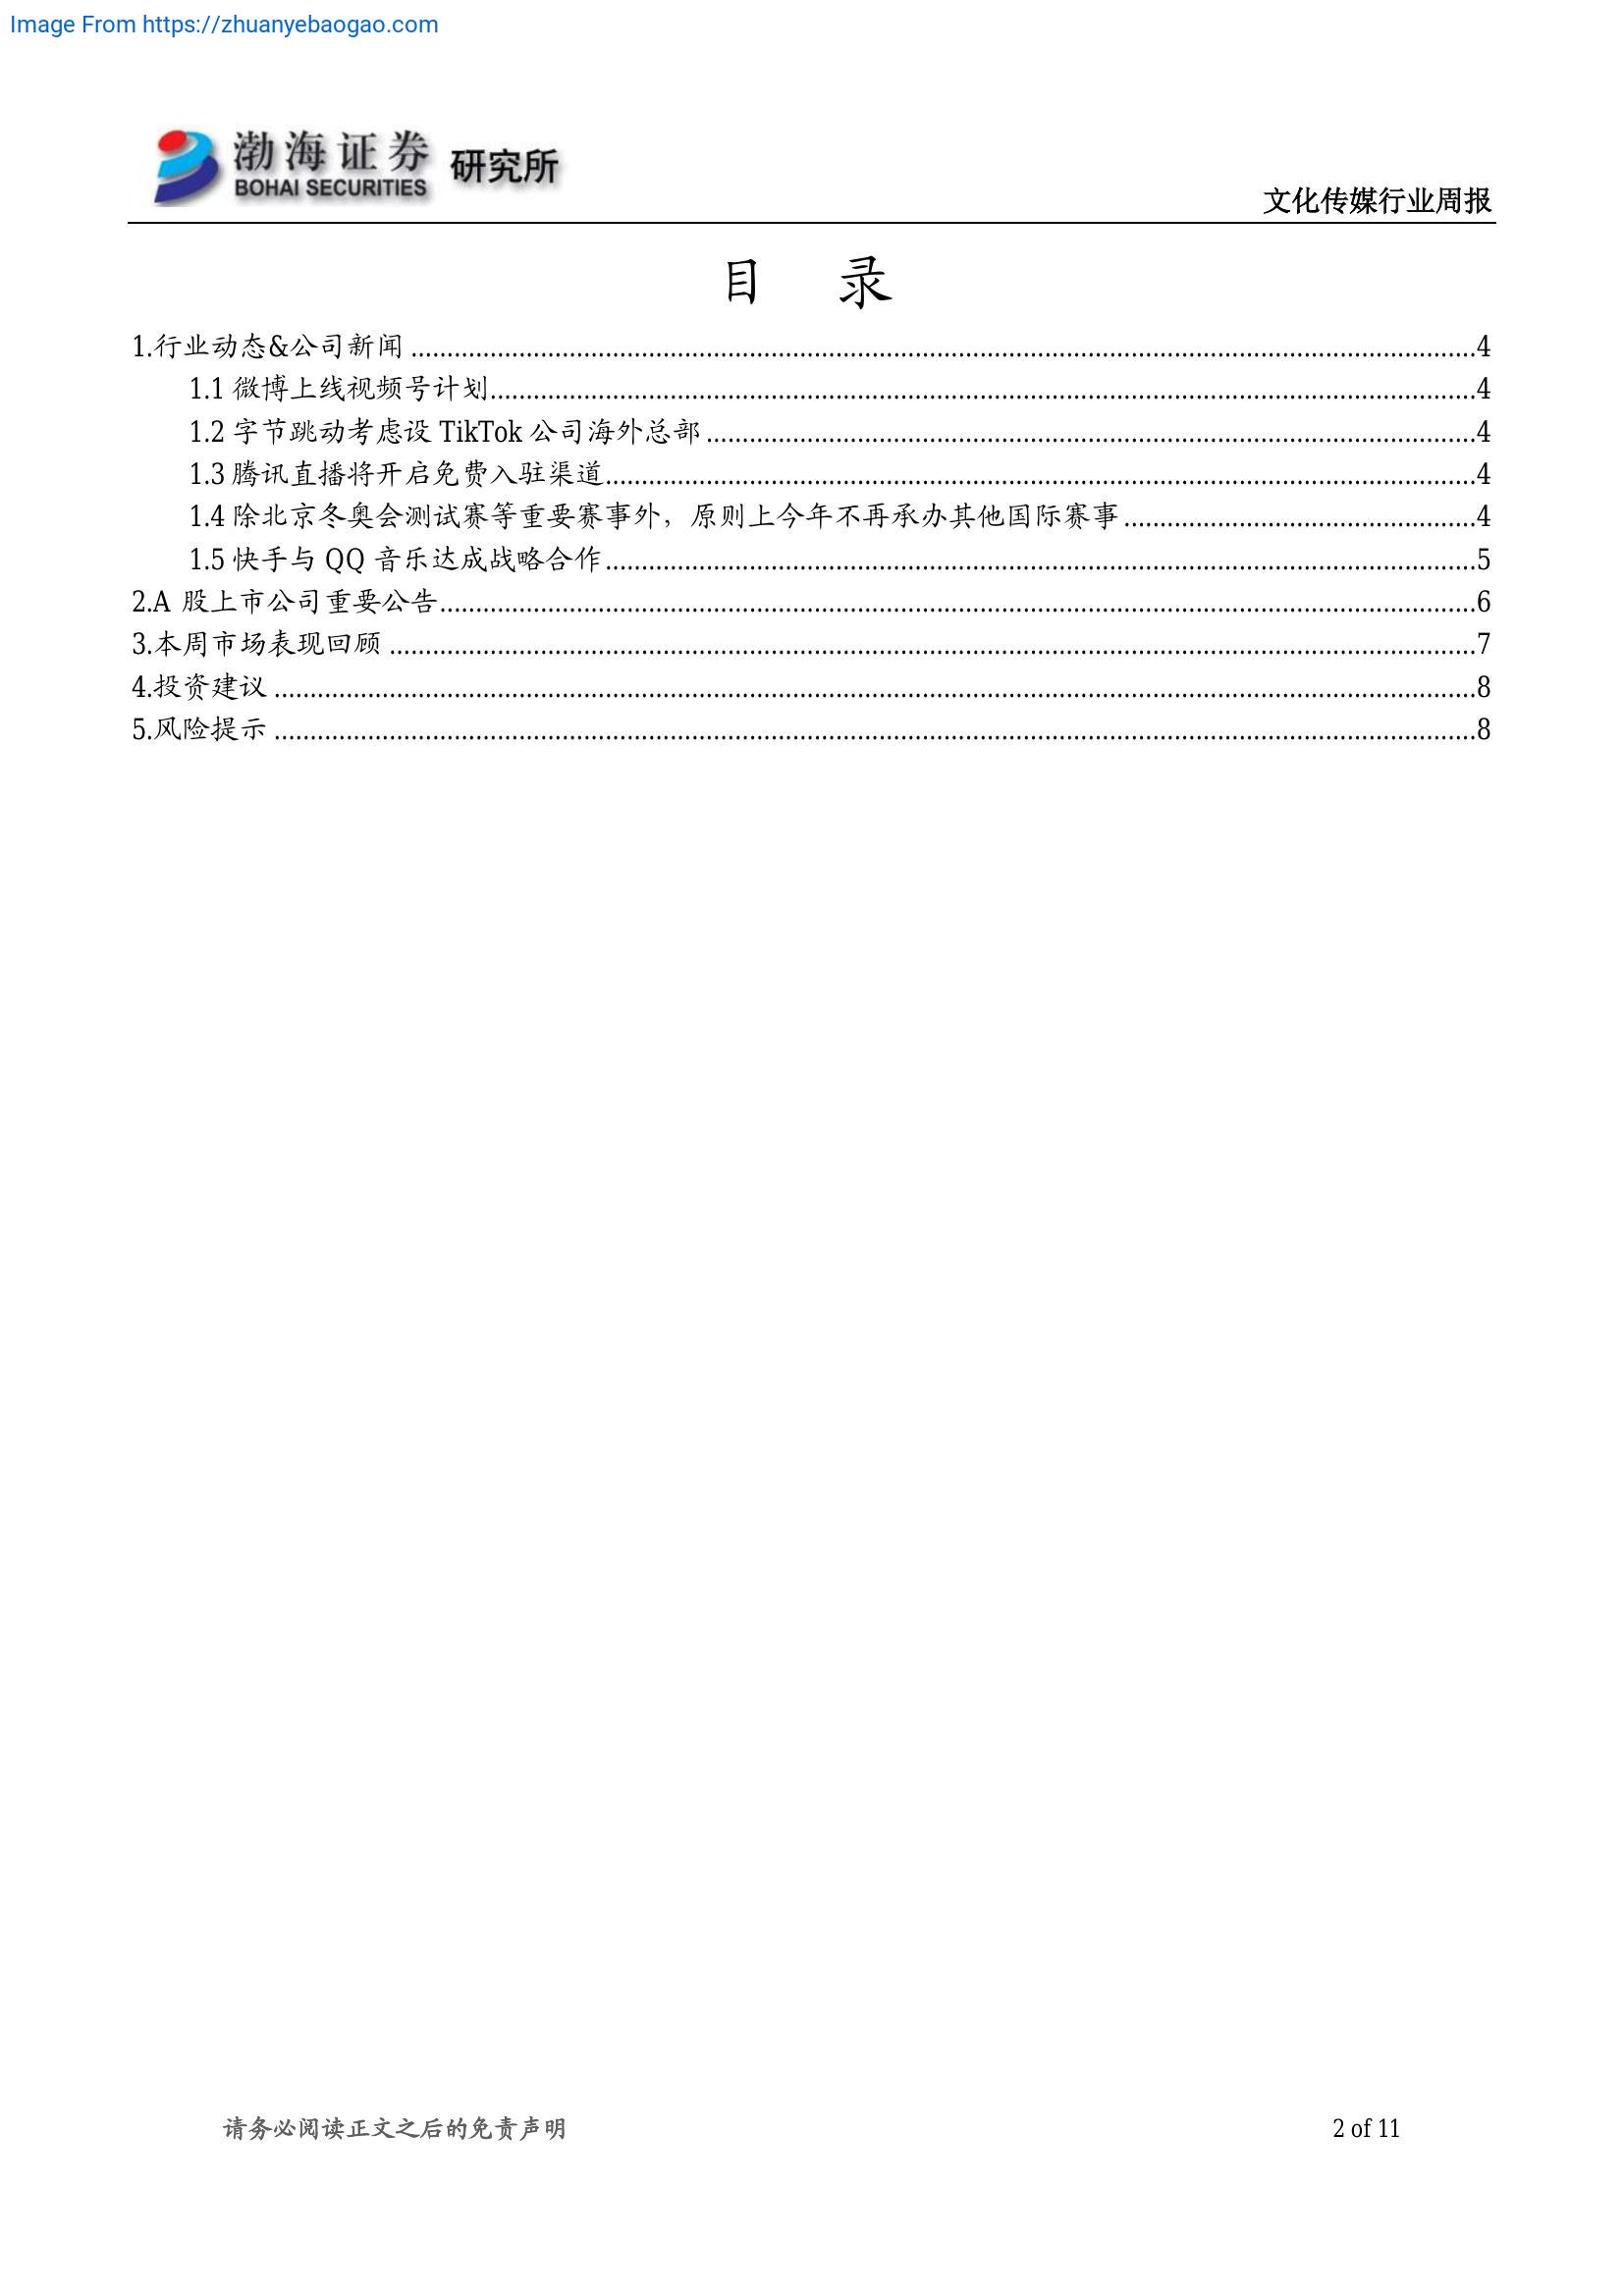 Image From https://zhuanyebaogao.com
渤海证券 研究所
BOHAI SECURITIES
文化传媒行业周报
目 录
1.行业动态&公司新闻 ........ 4
1.1 微博上线视频号计划 ........ 4
1.2 字节跳动考虑设 TikTok 公司海外总部 ........ 4
1.3 腾讯直播将开启免费入驻渠道 ........ 4
1.4 除北京冬奥会测试赛等重要赛事外，原则上今年不再承办其他国际赛事 ........ 4
1.5 快手与 QQ 音乐达成战略合作 ........ 5
2.A 股上市公司重要公告 ........ 6
3.本周市场表现回顾 ........ 7
4.投资建议 ........ 8
5.风险提示 ........ 8
请务必阅读正文之后的免责声明 2 of 11